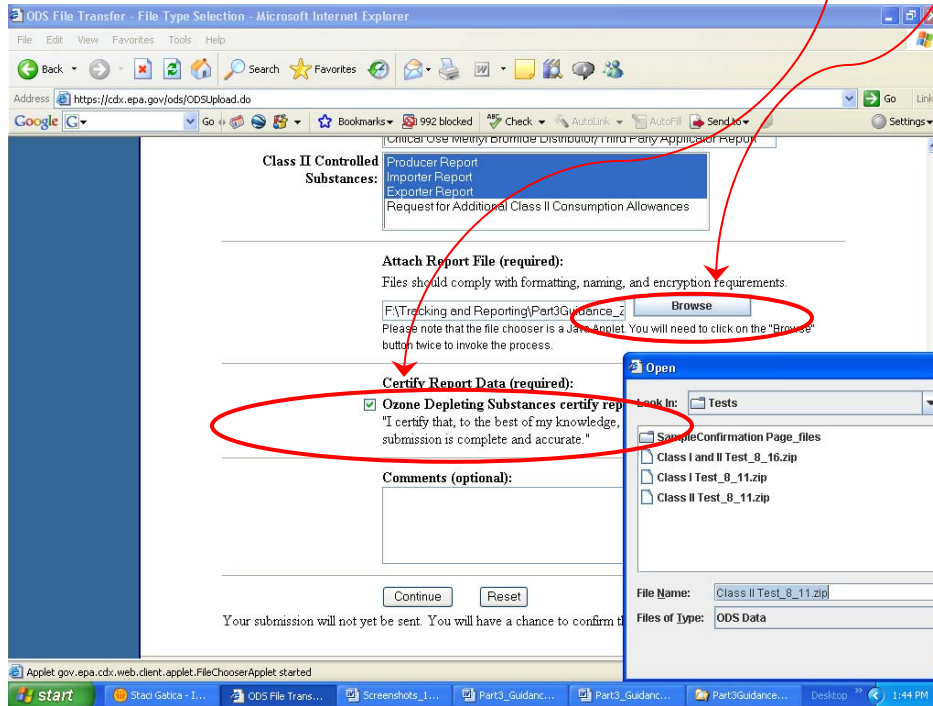 ODS File Transfer - File Type Selection - Microsoft Internet Explorer
File Edit View Favorites Tools Help
Back Search Favorites
Address https://cdx.epa.gov/ods/ODSUpload.do Go Link
Google G Go Bookmarks 992 blocked ABC Check AutoLink AutoFill Send to Settings
Critical Use Methyl Bromide Distributor/Third Party Applicator Report
Class II Controlled Substances:
Producer Report
Importer Report
Exporter Report
Request for Additional Class II Consumption Allowances
Attach Report File (required):
Files should comply with formatting, naming, and encryption requirements.
F:\Tracking and Reporting\Part3Guidance_Z Browse
Please note that the file chooser is a Java Applet. You will need to click on the "Browse"
button twice to invoke the process.
Certify Report Data (required):
Ozone Depleting Substances certify rep
"I certify that, to the best of my knowledge,
submission is complete and accurate."
Comments (optional):
Continue Reset
Your submission will not yet be sent. You will have a chance to confirm t
Open
Look In: Tests
SampleConfirmation Page_files
Class I and II Test_8_16.zip
Class I Test_8_11.zip
Class II Test_8_11.zip
File Name: Class II Test_8_11.zip
Files of Type: ODS Data
Applet gov.epa.cdx.web.client.applet.FileChooserApplet started
start Staci Gatica - I... ODS File Trans... Screenshots_1... Part3_Guidanc... Part3_Guidanc... Part3Guidance... Desktop 1:44 PM